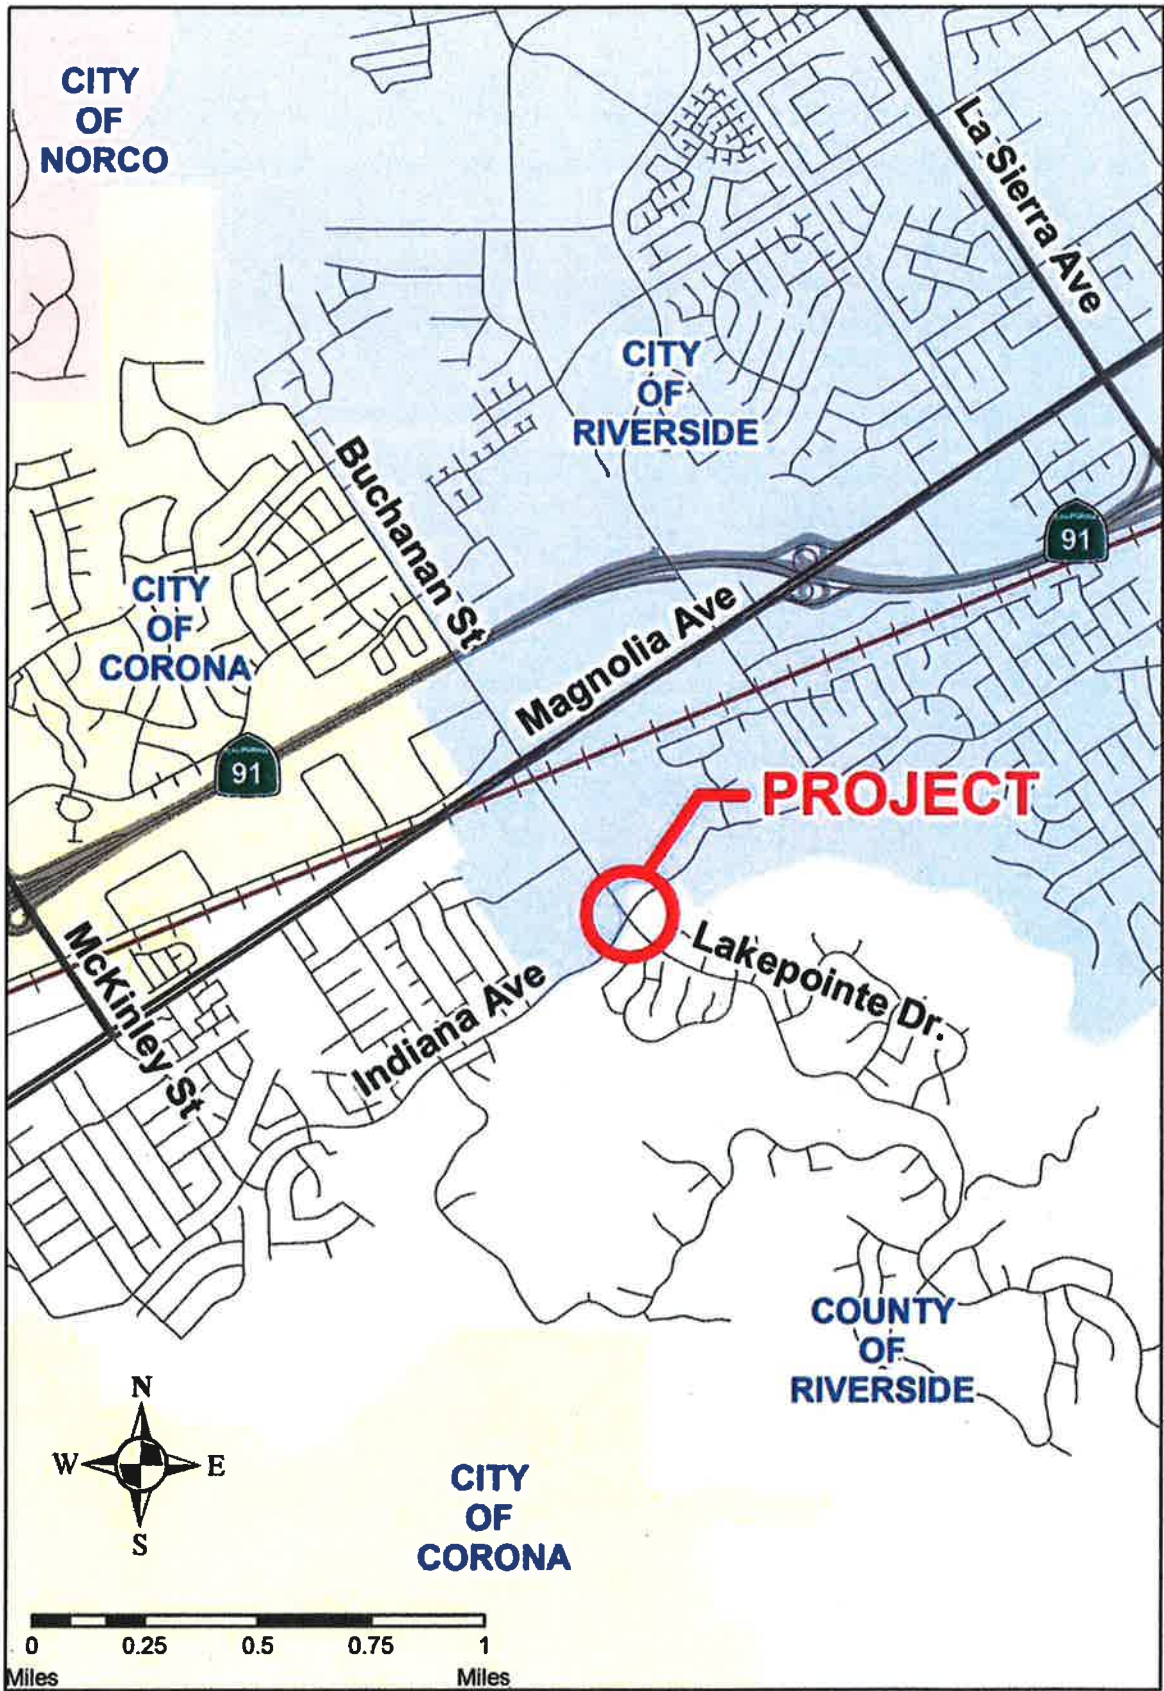 CITY
OF
NORCO
La Sierra Ave
CITY
OF
RIVERSIDE
Buchanan St
91
CITY
OF
CORONA
Magnolia Ave
CALIFORNIA
91
PROJECT
McKinley St
Lakepointe Dr.
Indiana Ave
COUNTY
OF
RIVERSIDE
N
W E
S
CITY
OF
CORONA
0 0.25 0.5 0.75 1
Miles Miles